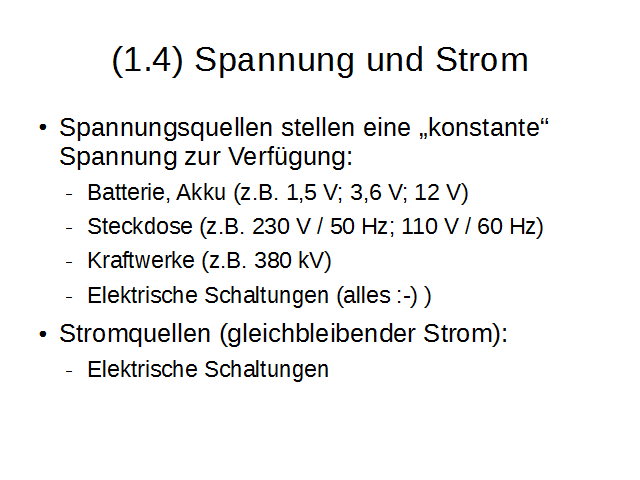 (1.4) Spannung und Strom
• Spannungsquellen stellen eine „konstante“
Spannung zur Verfügung:
– Batterie, Akku (z.B. 1,5 V; 3,6 V; 12 V)
– Steckdose (z.B. 230 V / 50 Hz; 110 V / 60 Hz)
– Kraftwerke (z.B. 380 kV)
– Elektrische Schaltungen (alles :-) )
• Stromquellen (gleichbleibender Strom):
– Elektrische Schaltungen